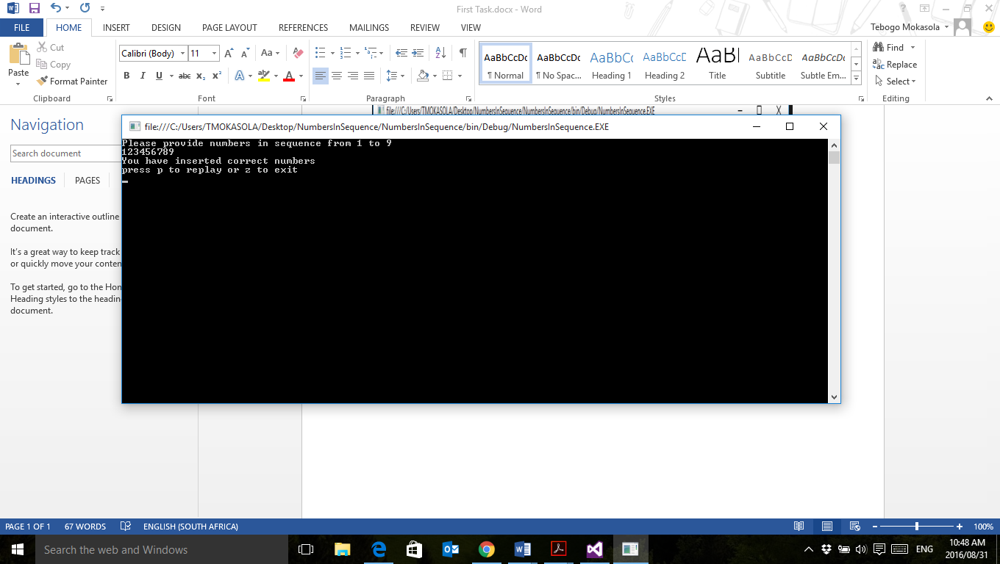 First Task.docx - Word
FILE HOME INSERT DESIGN PAGE LAYOUT REFERENCES MAILINGS REVIEW VIEW
Tebogo Mokasola
Paste
Cut
Copy
Format Painter
Clipboard
Calibri (Body) 11
Font
Paragraph
AaBbCcDc AaBbCcDc AaBbCc AaBbCcD AaB AaBbCcD AaBbCcDc
¶ Normal ¶ No Spac... Heading 1 Heading 2 Title Subtitle Subtle Em...
Styles
Find
Replace
Select
Editing
file:///C:/Users/TMOKASOLA/Desktop/NumbersInSequence/NumbersInSequence/bin/Debug/NumbersInSequence.EXE
Navigation
Search document
HEADINGS PAGES
Create an interactive outline
document.
It's a great way to keep track
or quickly move your conten
To get started, go to the Hom
Heading styles to the heading
document.
file:///C:/Users/TMOKASOLA/Desktop/NumbersInSequence/NumbersInSequence/bin/Debug/NumbersInSequence.EXE
Please provide numbers in sequence from 1 to 9
123456789
You have inserted correct numbers
press p to replay or z to exit
PAGE 1 OF 1 67 WORDS ENGLISH (SOUTH AFRICA) 100%
Search the web and Windows
ENG
10:48 AM
2016/08/31